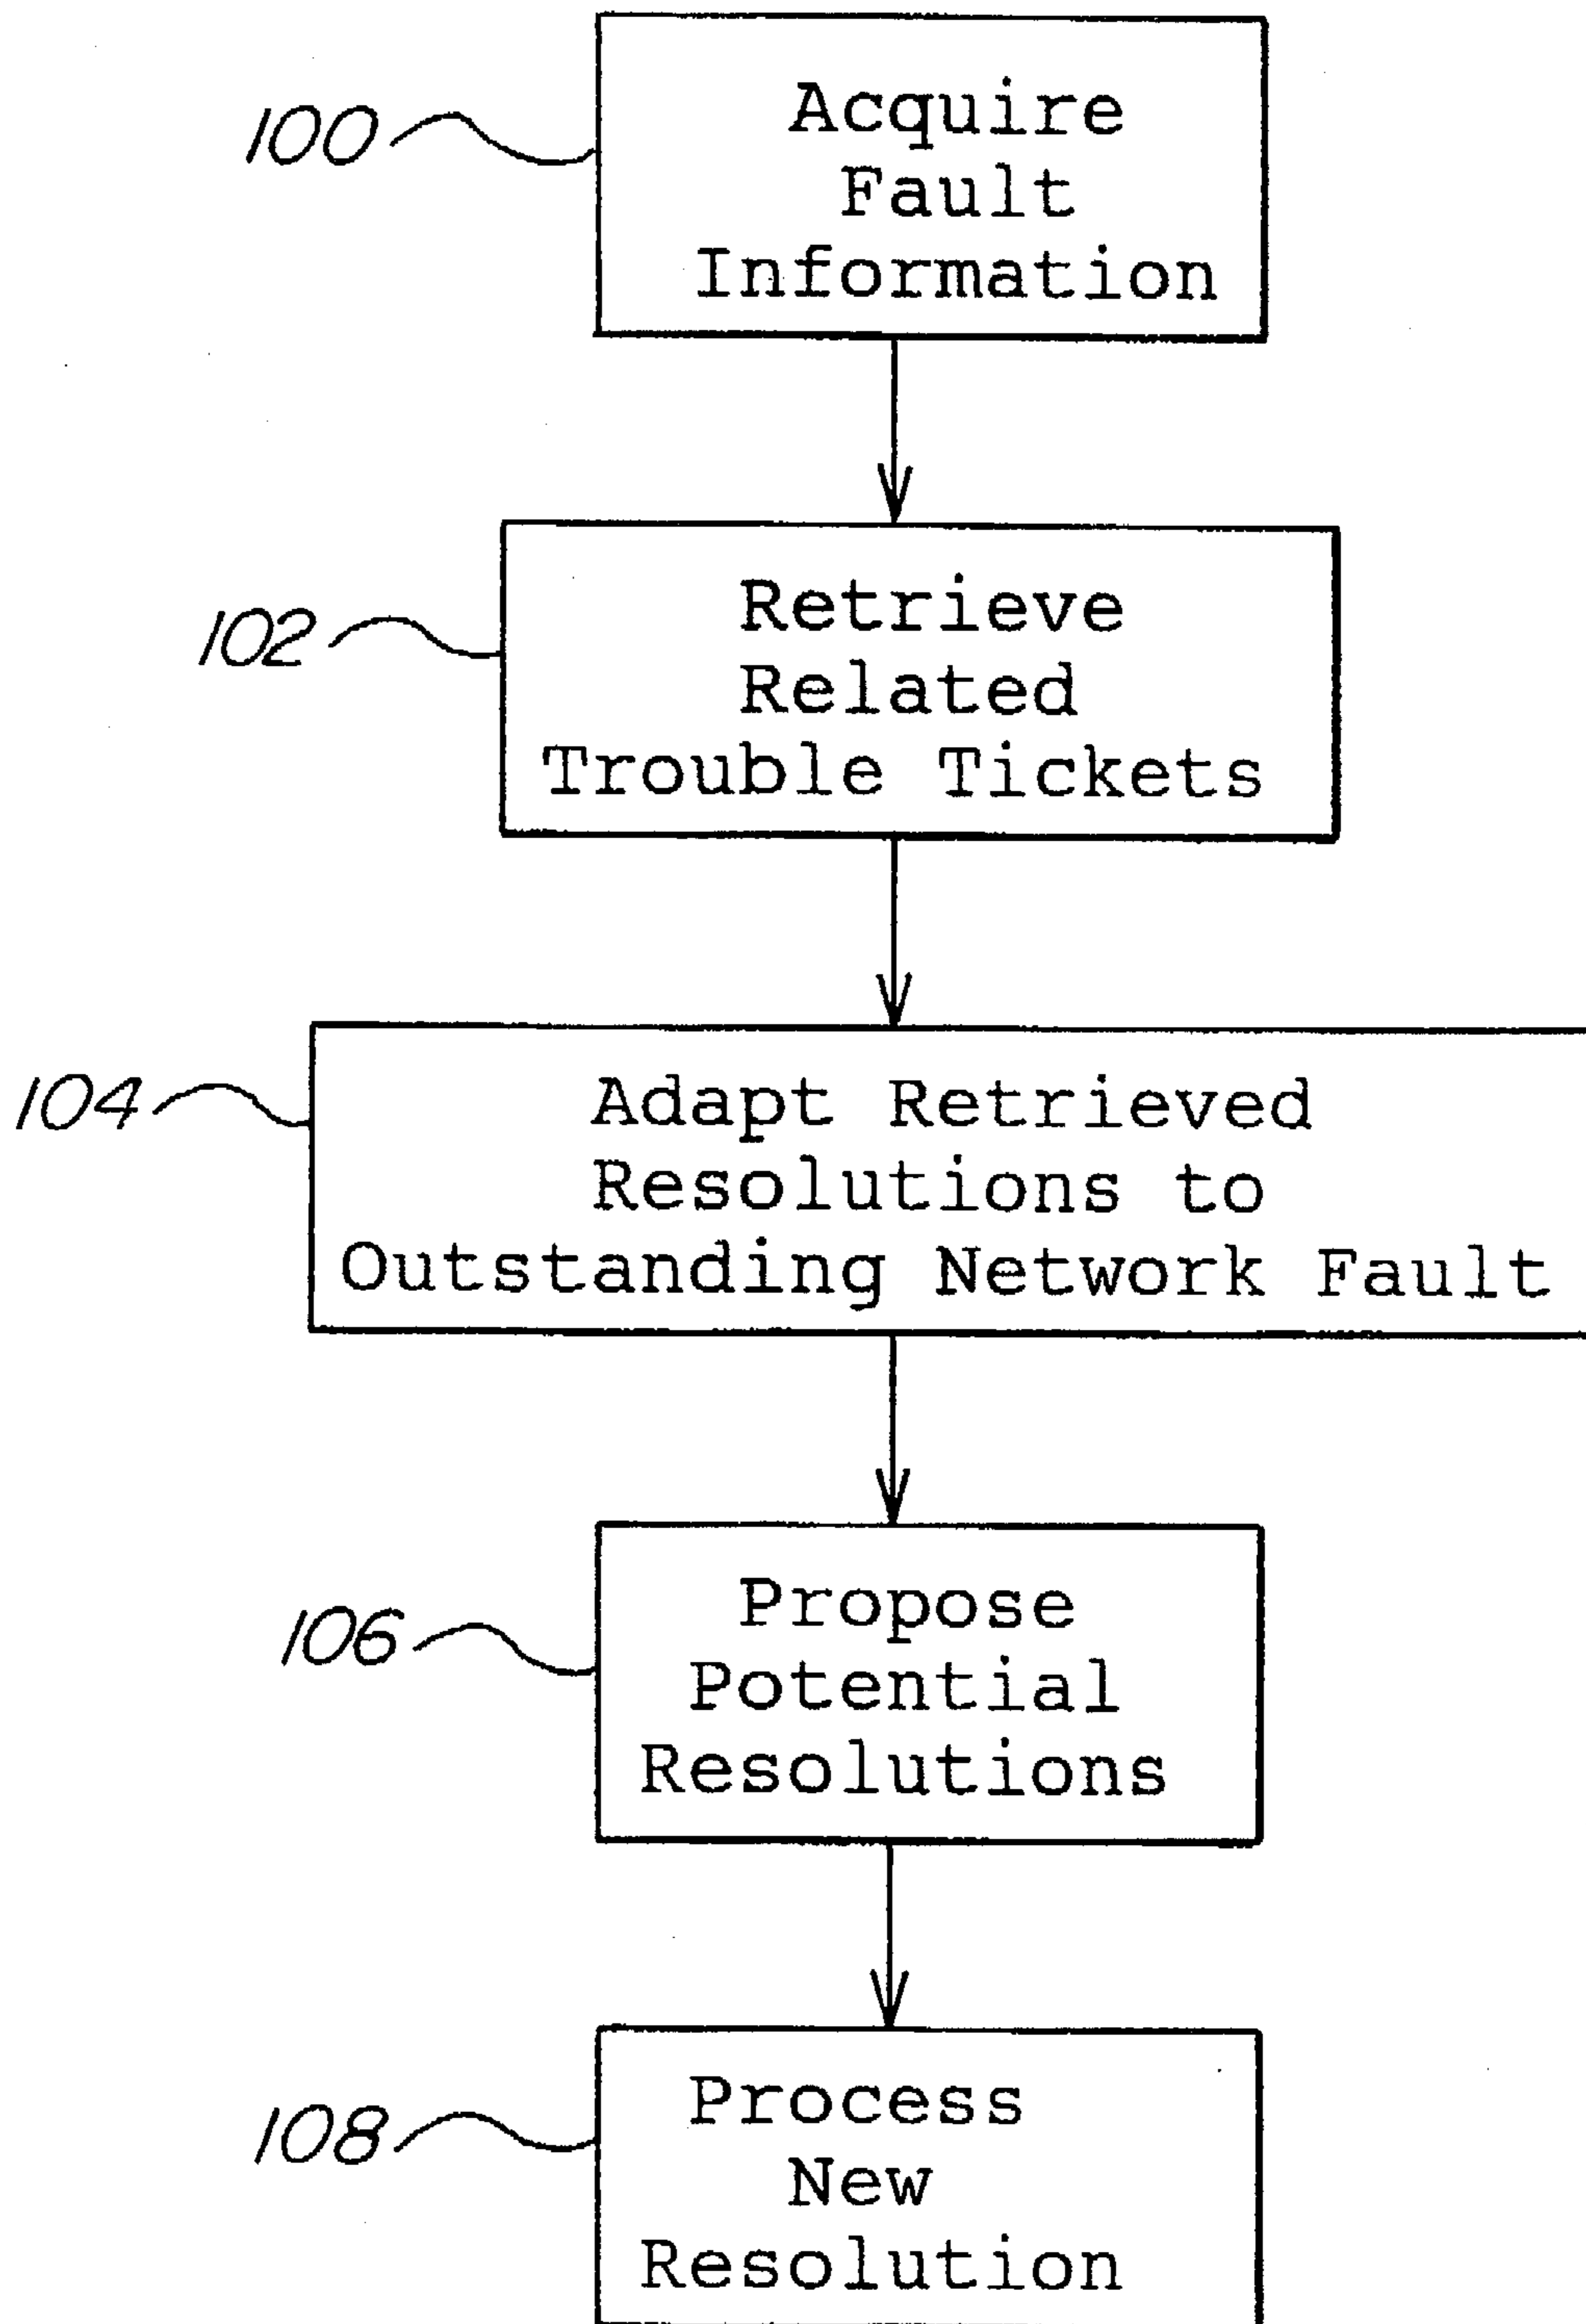 100
Acquire
Fault
Information
102
Retrieve
Related
Trouble Tickets
104
Adapt Retrieved
Resolutions to
Outstanding Network Fault
106
Propose
Potential
Resolutions
108
Process
New
Resolution